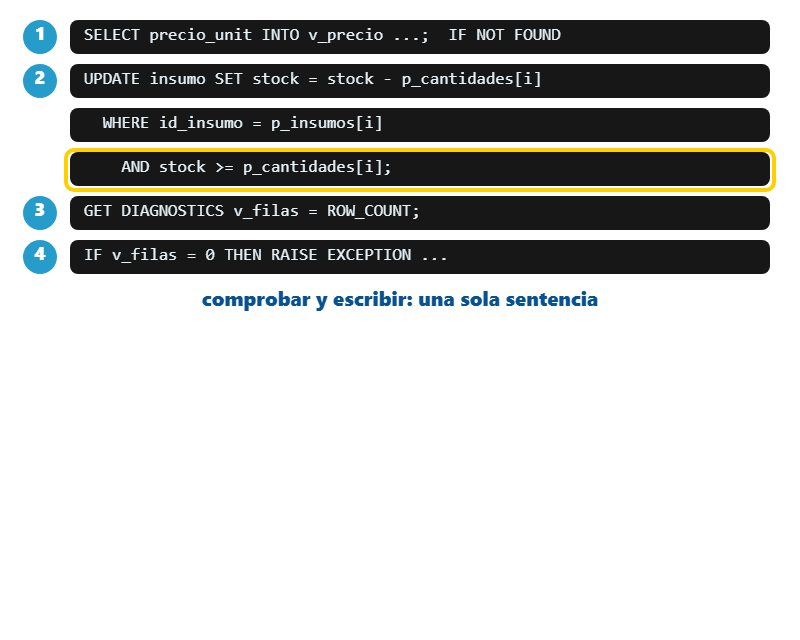 1 SELECT precio_unit INTO v_precio ...;  IF NOT FOUND
2 UPDATE insumo SET stock = stock - p_cantidades[i]
WHERE id_insumo = p_insumos[i]
AND stock >= p_cantidades[i];
3 GET DIAGNOSTICS v_filas = ROW_COUNT;
4 IF v_filas = 0 THEN RAISE EXCEPTION ...
comprobar y escribir: una sola sentencia